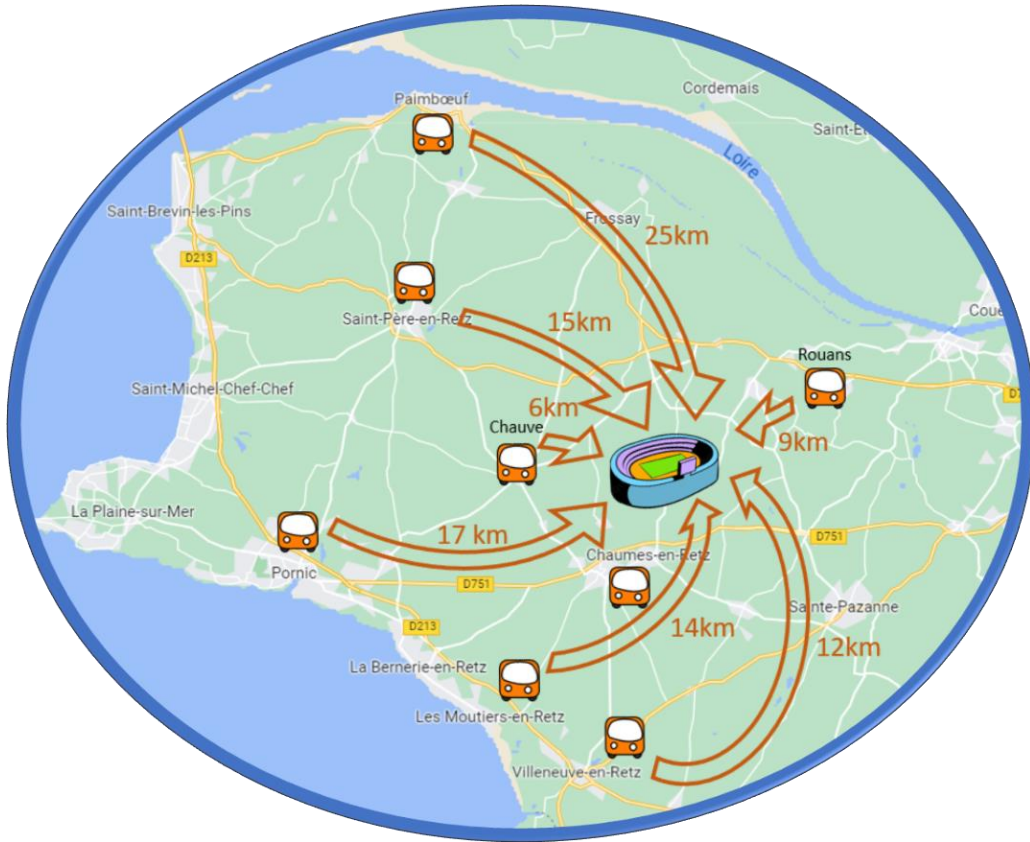 Cordemais
Paimbœuf
Saint-Et
Loire
Saint-Brevin-les-Pins
Frossay
25km
D213
15km
Saint-Père-en-Retz
Coue
Rouans
Saint-Michel-Chef-Chef
D7
6km
Chauve
9km
La Plaine-sur-Mer
17 km
D751
Chaumes-en-Retz
Pornic
D751
Sainte-Pazanne
D213
14km
12km
La Bernerie-en-Retz
Les Moutiers-en-Retz
Villeneuve-en-Retz